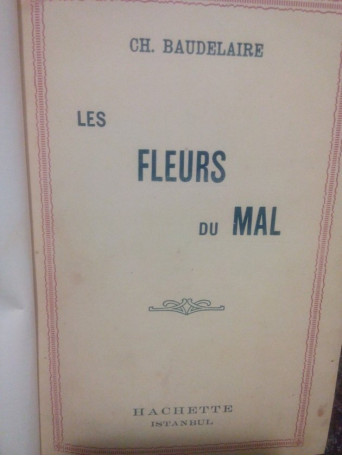 CH. BAUDELAIRE
LES
FLEURS
DU MAL
HACHETTE
ISTANBUL